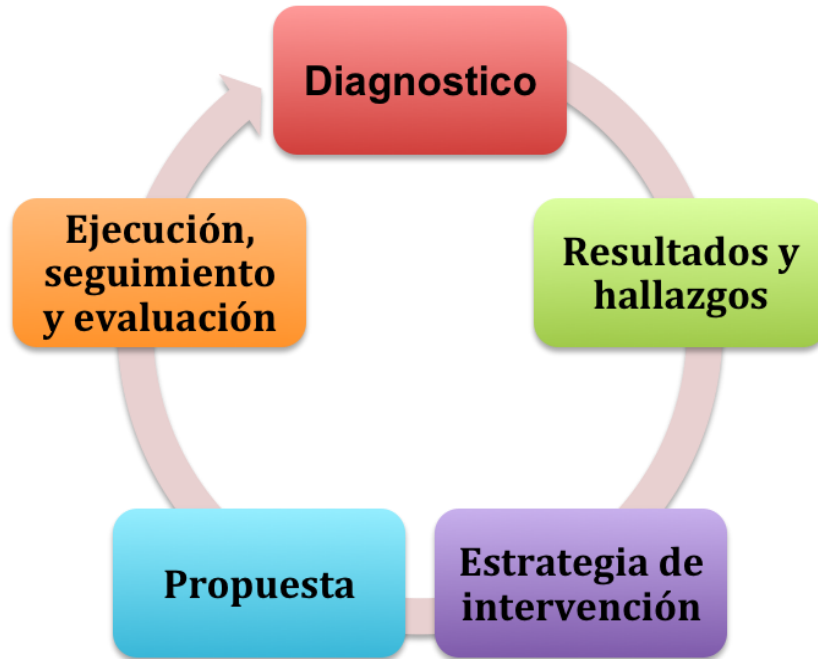 Diagnostico
Resultados y
hallazgos
Estrategia de
intervención
Propuesta
Ejecución,
seguimiento
y evaluación